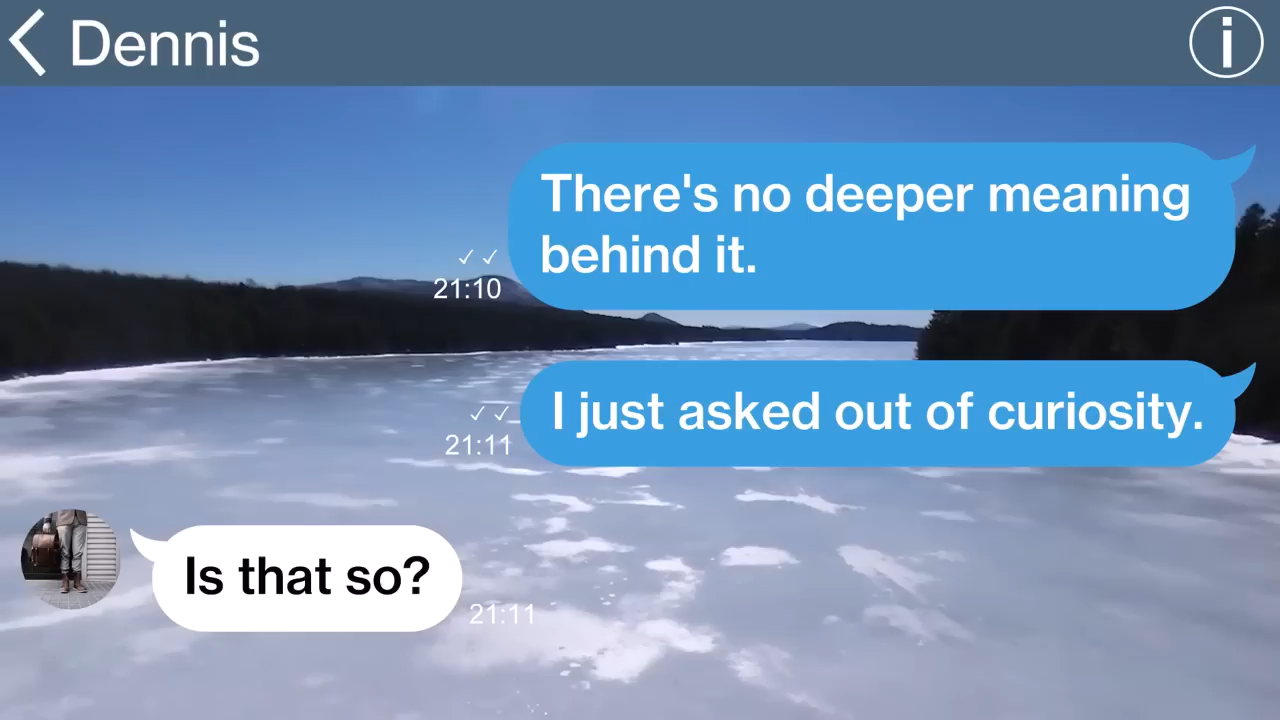 Dennis
i
There's no deeper meaning
behind it.
✓✓
21:10
I just asked out of curiosity.
✓✓
21:11
Is that so?
21:11